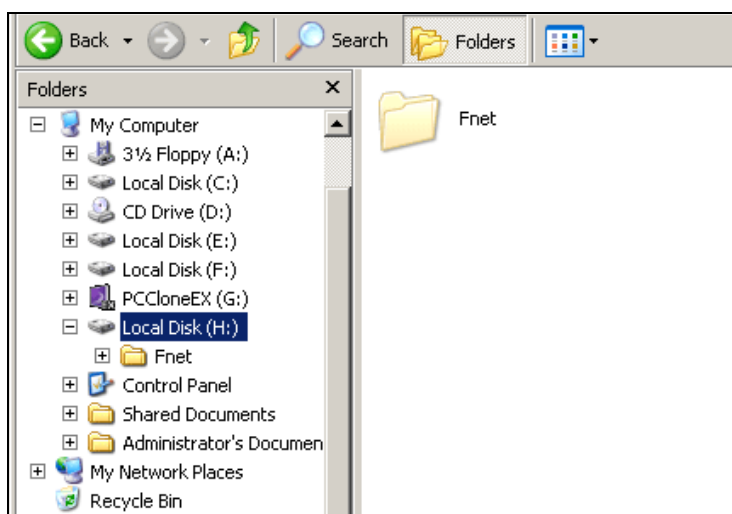 Back Search Folders
Folders
My Computer
3½ Floppy (A:)
Local Disk (C:)
CD Drive (D:)
Local Disk (E:)
Local Disk (F:)
PCCloneEX (G:)
Local Disk (H:)
Fnet
Control Panel
Shared Documents
Administrator's Documen
My Network Places
Recycle Bin
Fnet